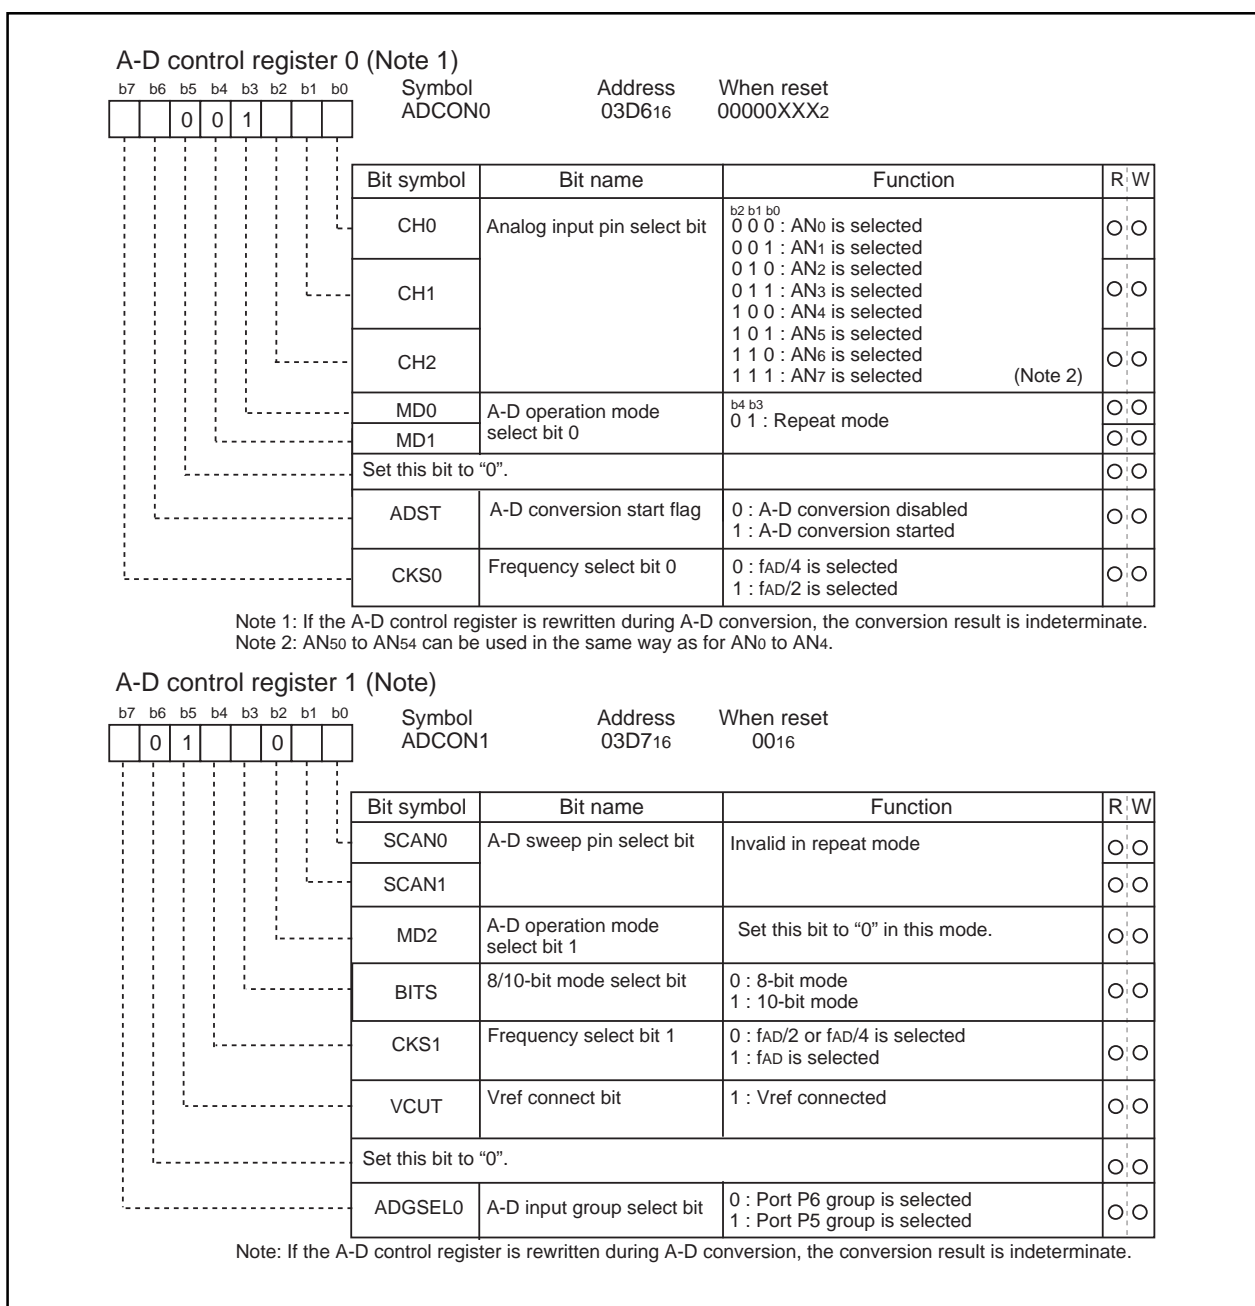 A-D control register 0 (Note 1)
b7 b6 b5 b4 b3 b2 b1 b0
Symbol Address When reset
ADCON0 03D616 00000XXX2
0 0 1
Bit symbol Bit name Function R W
CH0 Analog input pin select bit
b2 b1 b0
0 0 0 : AN0 is selected
0 0 1 : AN1 is selected
0 1 0 : AN2 is selected
CH1
0 1 1 : AN3 is selected
1 0 0 : AN4 is selected
1 0 1 : AN5 is selected
CH2
1 1 0 : AN6 is selected
1 1 1 : AN7 is selected (Note 2)
MD0 A-D operation mode
select bit 0
b4 b3
0 1 : Repeat mode
MD1
Set this bit to “0”.
ADST A-D conversion start flag 0 : A-D conversion disabled
1 : A-D conversion started
CKS0 Frequency select bit 0 0 : fAD/4 is selected
1 : fAD/2 is selected
Note 1: If the A-D control register is rewritten during A-D conversion, the conversion result is indeterminate.
Note 2: AN50 to AN54 can be used in the same way as for AN0 to AN4.
A-D control register 1 (Note)
b7 b6 b5 b4 b3 b2 b1 b0
Symbol Address When reset
ADCON1 03D716 0016
0 1 0
Bit symbol Bit name Function R W
SCAN0 A-D sweep pin select bit Invalid in repeat mode
SCAN1
MD2 A-D operation mode
select bit 1
Set this bit to “0” in this mode.
BITS 8/10-bit mode select bit 0 : 8-bit mode
1 : 10-bit mode
CKS1 Frequency select bit 1 0 : fAD/2 or fAD/4 is selected
1 : fAD is selected
VCUT Vref connect bit 1 : Vref connected
Set this bit to “0”.
ADGSEL0 A-D input group select bit 0 : Port P6 group is selected
1 : Port P5 group is selected
Note: If the A-D control register is rewritten during A-D conversion, the conversion result is indeterminate.